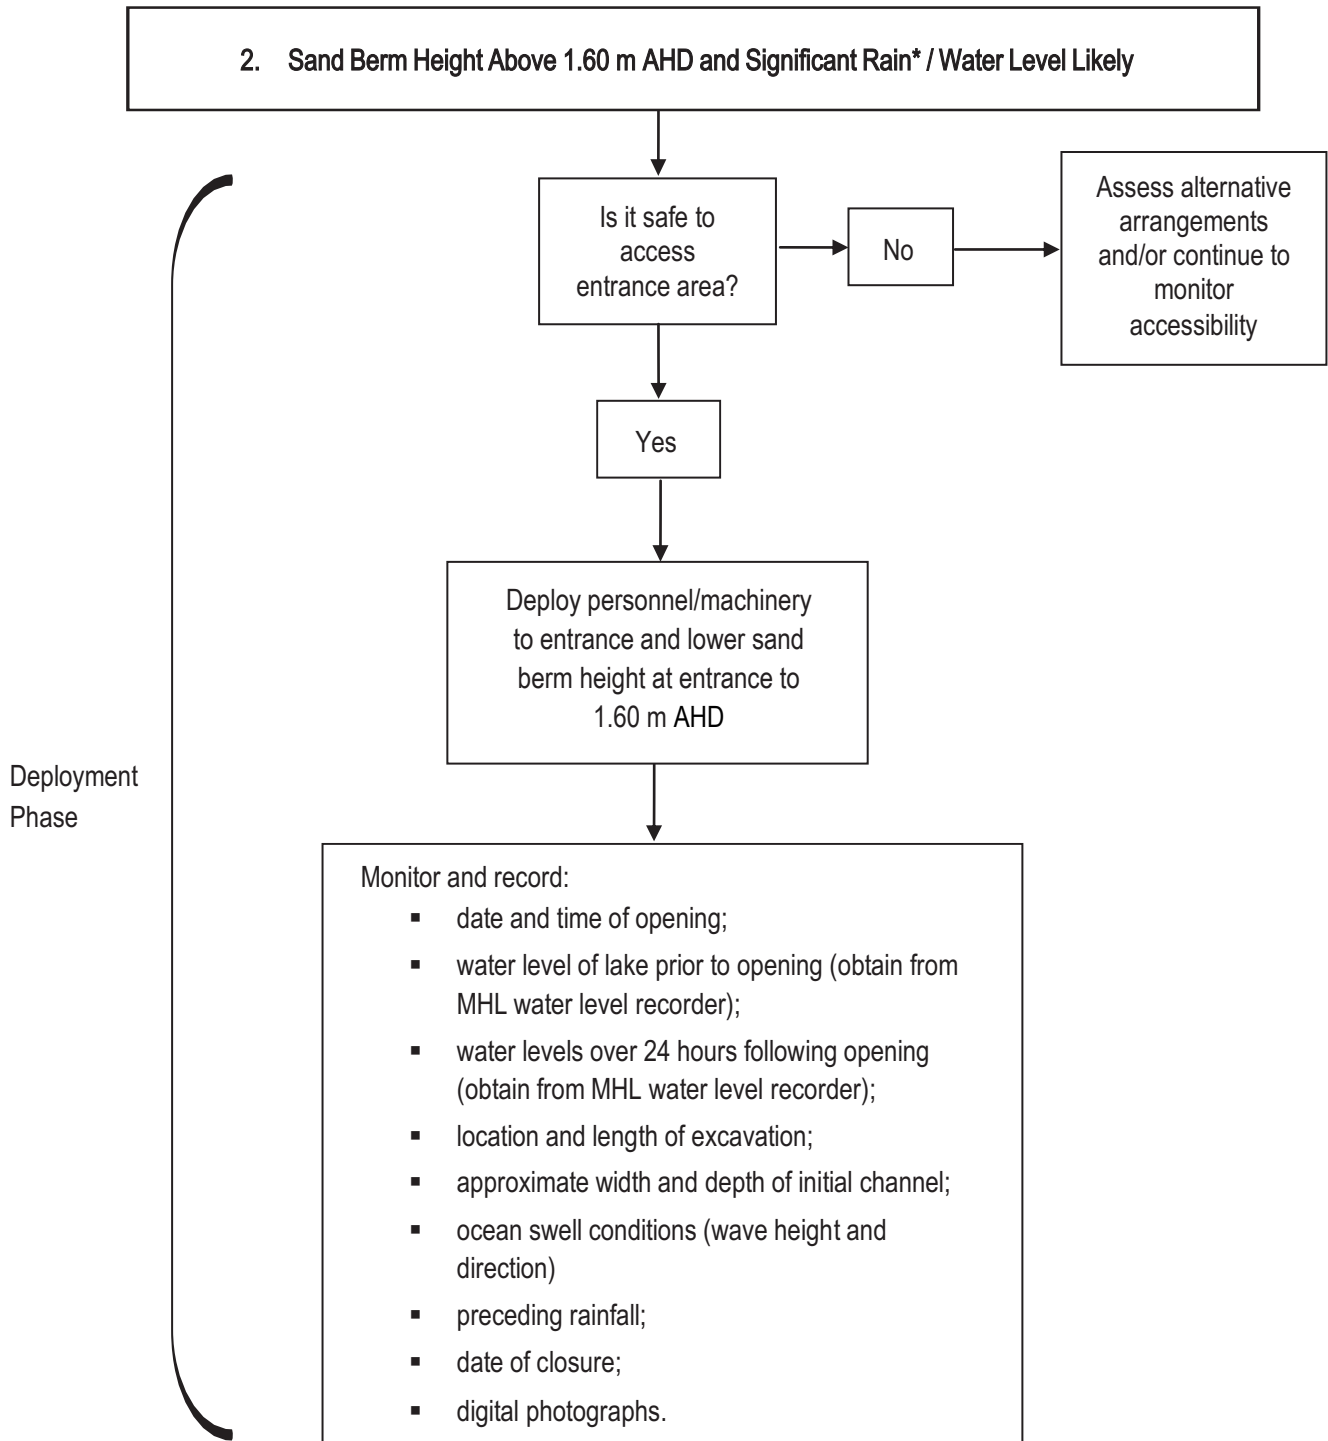 2. Sand Berm Height Above 1.60 m AHD and Significant Rain* / Water Level Likely
Is it safe to
access
entrance area?
No
Assess alternative
arrangements
and/or continue to
monitor
accessibility
Yes
Deploy personnel/machinery
to entrance and lower sand
berm height at entrance to
1.60 m AHD
Deployment
Phase
Monitor and record:
▪ date and time of opening;
▪ water level of lake prior to opening (obtain from
MHL water level recorder);
▪ water levels over 24 hours following opening
(obtain from MHL water level recorder);
▪ location and length of excavation;
▪ approximate width and depth of initial channel;
▪ ocean swell conditions (wave height and
direction)
▪ preceding rainfall;
▪ date of closure;
▪ digital photographs.